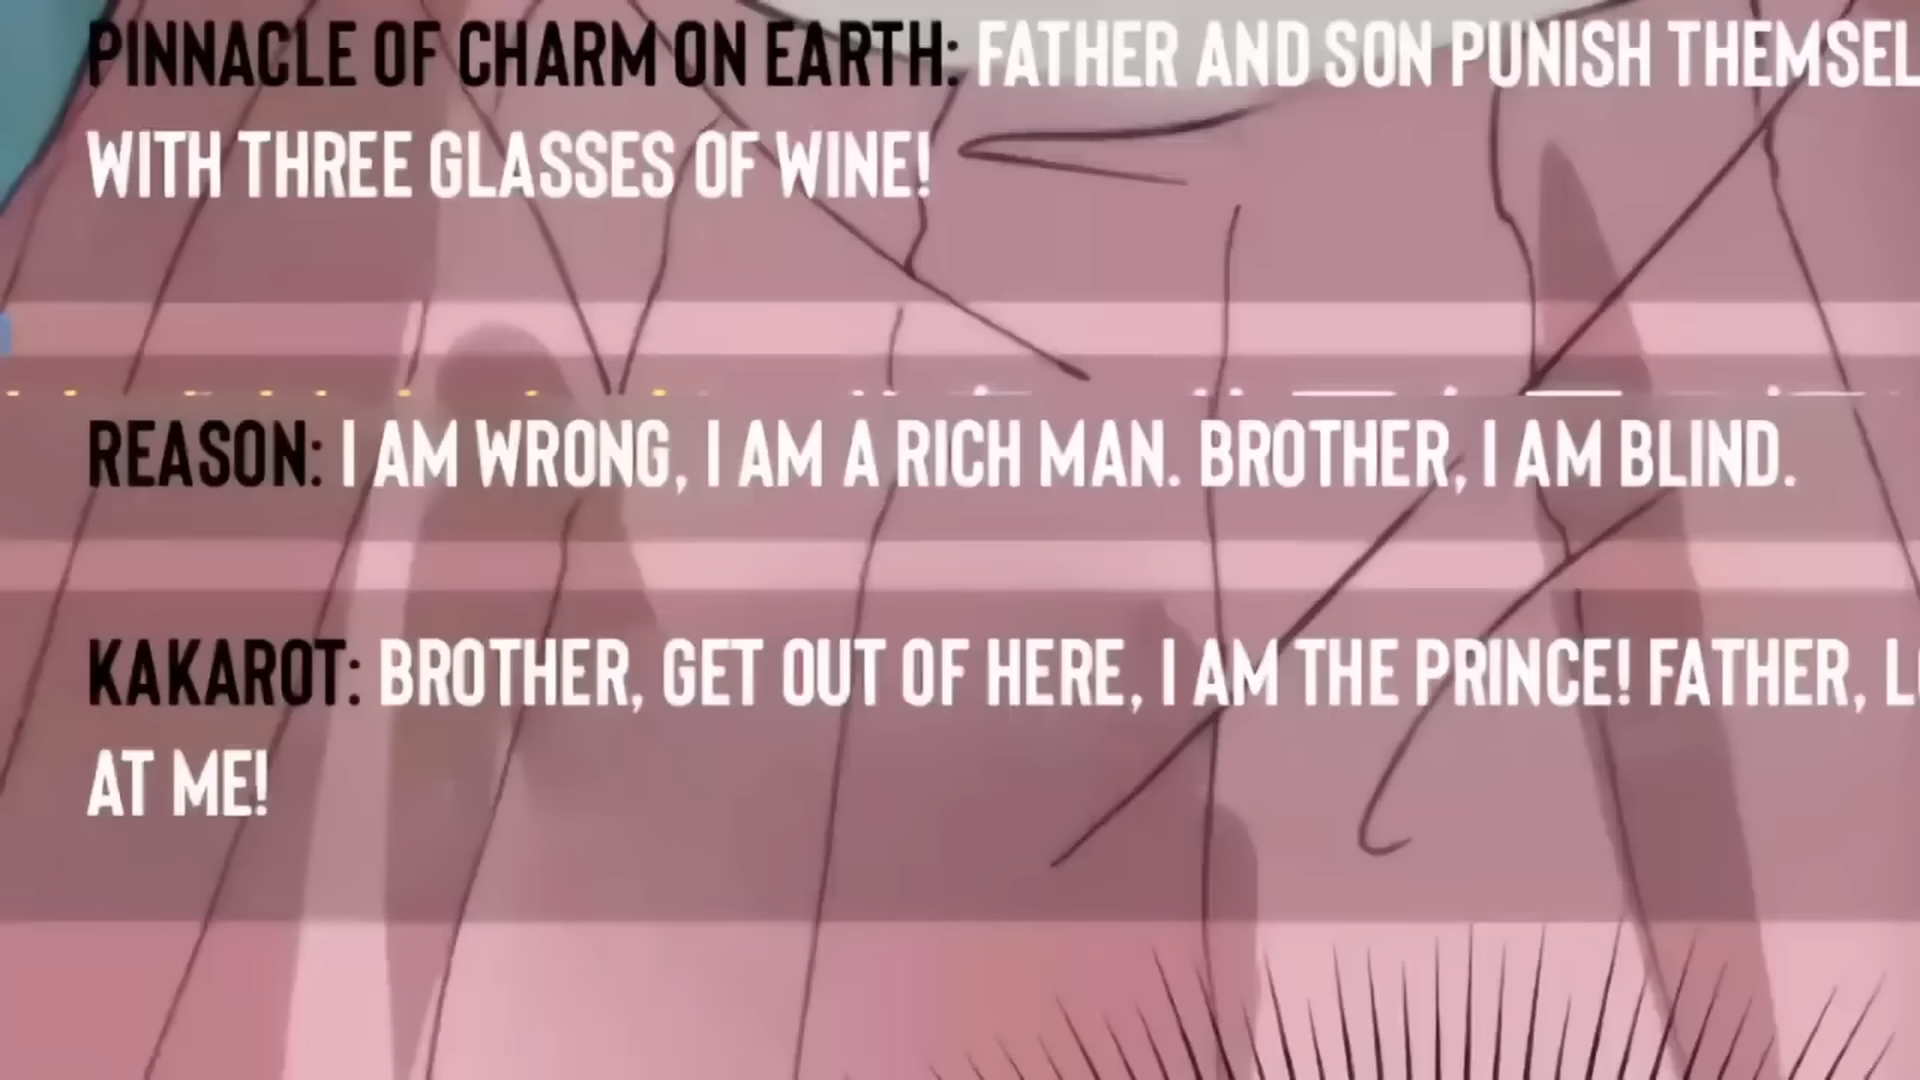 PINNACLE OF CHARM ON EARTH: FATHER AND SON PUNISH
WITH THREE GLASSES OF WINE!
REASON: I AM WRONG, I AM A RICH MAN. BROTHER, I AM BLIND.
KAKAROT: BROTHER, GET OUT OF HERE, I AM THE PRINCE! FATHER,
AT ME!